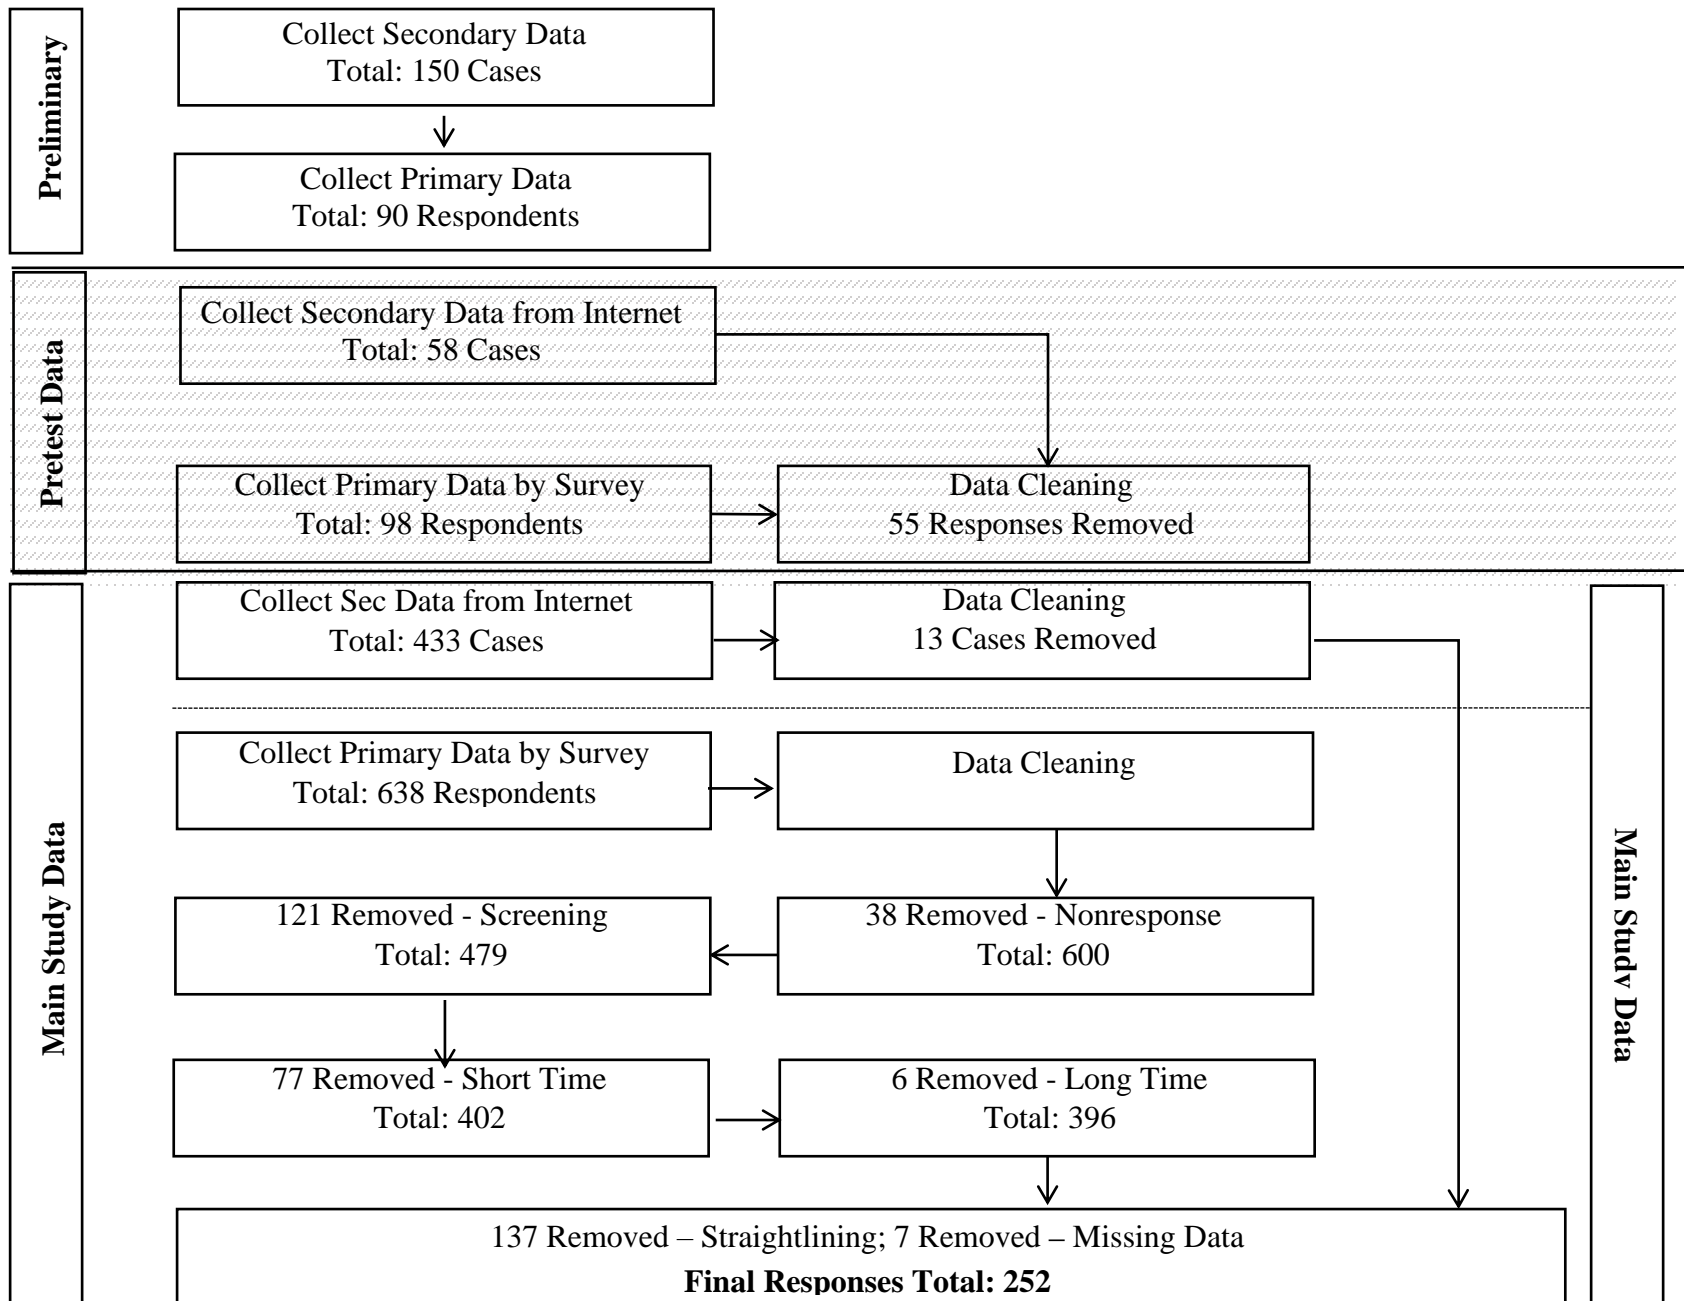 Preliminary
Collect Secondary Data
Total: 150 Cases
Collect Primary Data
Total: 90 Respondents
Pretest Data
Collect Secondary Data from Internet
Total: 58 Cases
Collect Primary Data by Survey
Total: 98 Respondents
Data Cleaning
55 Responses Removed
Main Study Data
Collect Sec Data from Internet
Total: 433 Cases
Data Cleaning
13 Cases Removed
Collect Primary Data by Survey
Total: 638 Respondents
Data Cleaning
38 Removed - Nonresponse
Total: 600
121 Removed - Screening
Total: 479
77 Removed - Short Time
Total: 402
6 Removed - Long Time
Total: 396
137 Removed – Straightlining; 7 Removed – Missing Data
Final Responses Total: 252
Main Study Data